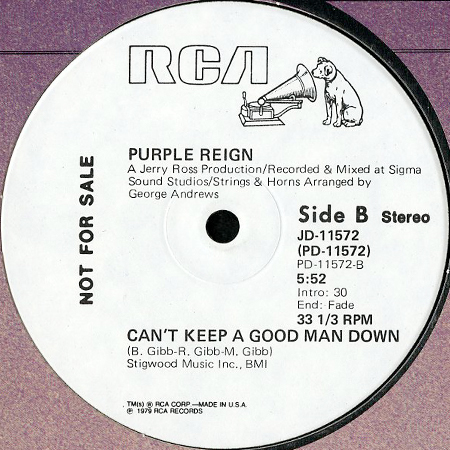 RCA
NOT FOR SALE
PURPLE REIGN
A Jerry Ross Production/Recorded & Mixed at Sigma
Sound Studios/Strings & Horns Arranged by
George Andrews
Side B Stereo
JD-11572
(PD-11572)
PD-11572-B
5:52
Intro: 30
End: Fade
33 1/3 RPM
CAN'T KEEP A GOOD MAN DOWN
(B. Gibb-R. Gibb-M. Gibb)
Stigwood Music Inc., BMI
TM(s) ® RCA CORP.—MADE IN U.S.A.
℗ 1979 RCA RECORDS